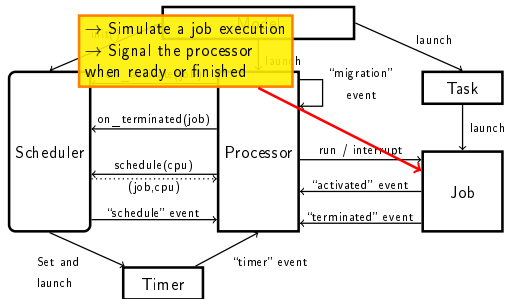 → Simulate a job execution
→ Signal the processor
when ready or finished
launch
launch
"migration"
event
Task
on_terminated(job)
launch
Scheduler
schedule(cpu)
Processor
run / interrupt
(job,cpu)
"activated" event
Job
"schedule" event
"terminated" event
Set and
launch
"timer" event
Timer